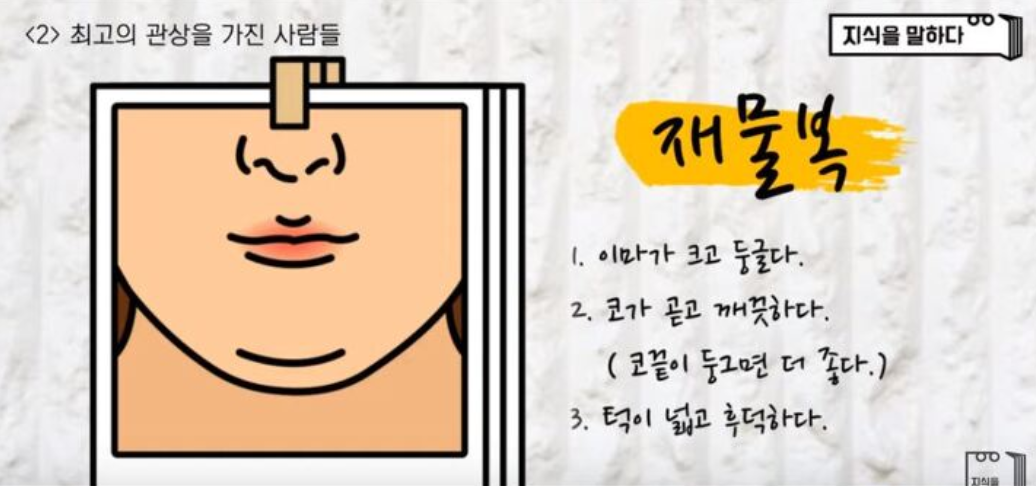 <2> 최고의 관상을 가진 사람들
지식을 말하다
재물복
1. 이마가 크고 둥글다.
2. 코가 곧고 깨끗하다.
( 코끝이 둥그면 더 좋다.)
3. 턱이 넓고 후덕하다.
지식을